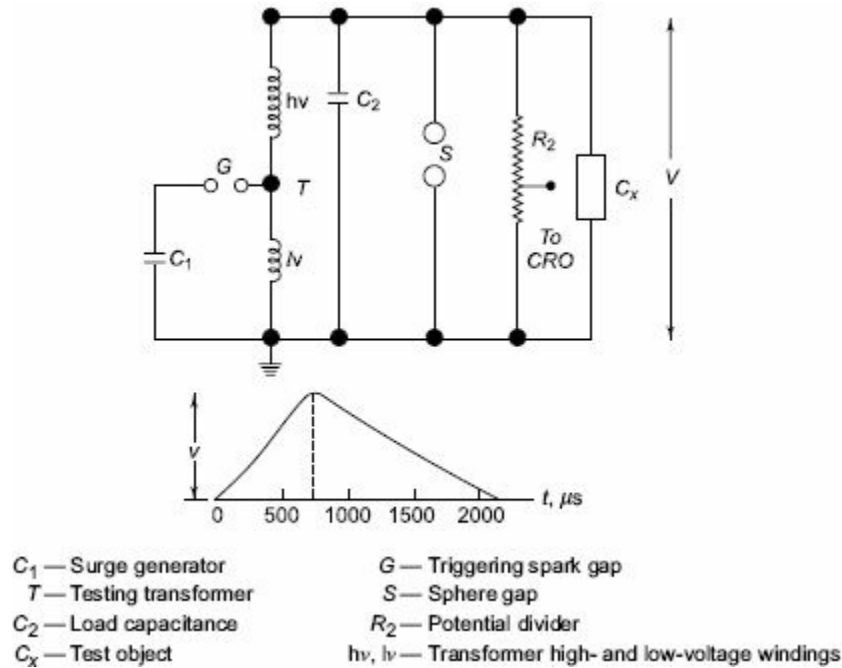 hv
C2
G
T
S
R2
V
Cx
C1
lv
To
CRO
v
0 500 1000 1500 2000 t, μs
C1 — Surge generator G — Triggering spark gap
T — Testing transformer S — Sphere gap
C2 — Load capacitance R2 — Potential divider
Cx — Test object hv, lv — Transformer high- and low-voltage windings